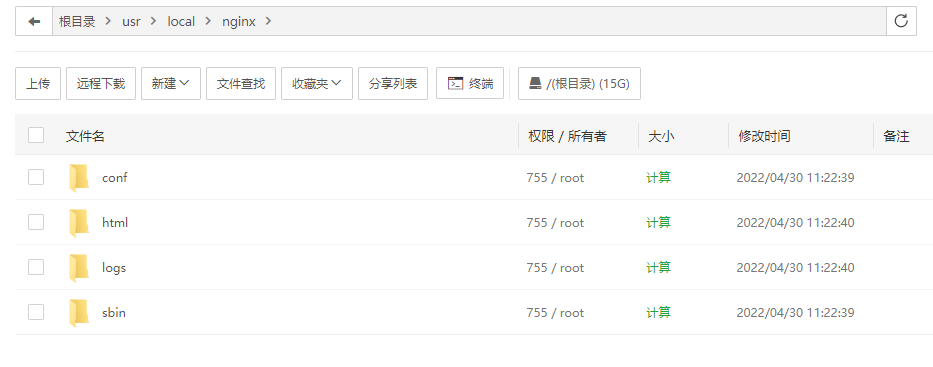 根目录 usr local nginx
上传 远程下载 新建 文件查找 收藏夹 分享列表 终端 /(根目录) (15G)
文件名 权限 / 所有者 大小 修改时间 备注
conf 755 / root 计算 2022/04/30 11:22:39
html 755 / root 计算 2022/04/30 11:22:40
logs 755 / root 计算 2022/04/30 11:22:40
sbin 755 / root 计算 2022/04/30 11:22:39